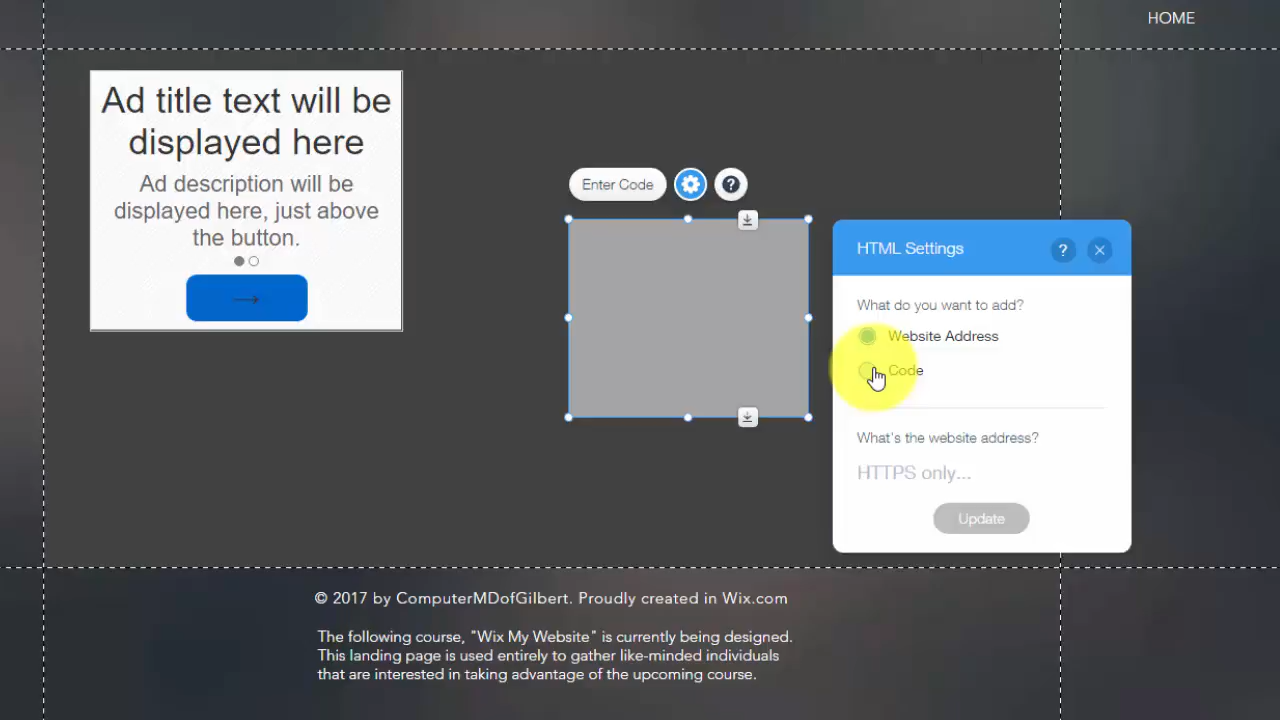 HOME
Ad title text will be
displayed here
Ad description will be
displayed here, just above
the button.
Enter Code
?
HTML Settings
?
What do you want to add?
Website Address
Code
What's the website address?
HTTPS only...
Update
© 2017 by ComputerMDofGilbert. Proudly created in Wix.com
The following course, "Wix My Website" is currently being designed.
This landing page is used entirely to gather like-minded individuals
that are interested in taking advantage of the upcoming course.